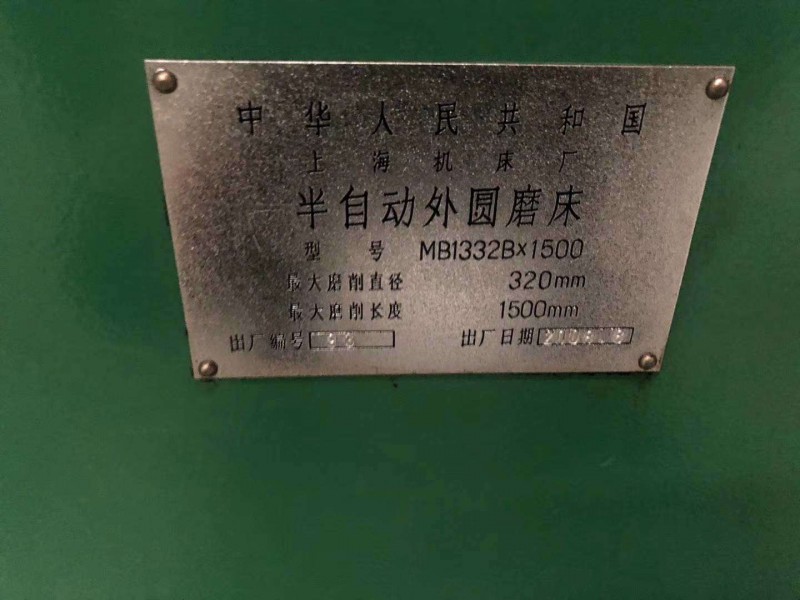 中华人民共和国
上海机床厂
半自动外圆磨床
型号 MB1332B×1500
最大磨削直径 320mm
最大磨削长度 1500mm
出厂编号 出厂日期